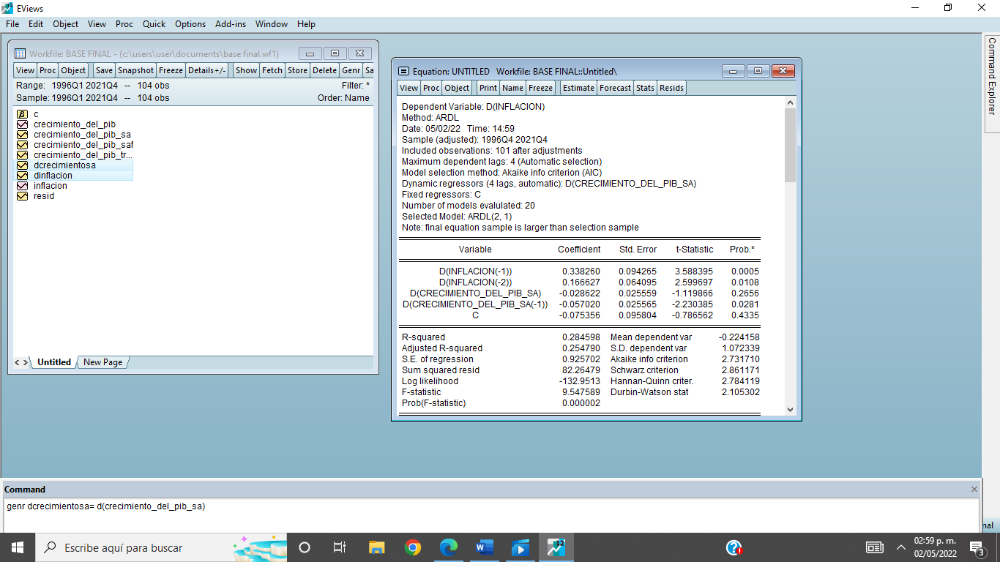 EViews
File Edit Object View Proc Quick Options Add-ins Window Help
Workfile: BASE FINAL - (c:\users\user\documents\base final.wf1)
View Proc Object Save Snapshot Freeze Details+/- Show Fetch Store Delete Genr Sa
Range: 1996Q1 2021Q4 -- 104 obs Filter: *
Sample: 1996Q1 2021Q4 -- 104 obs Order: Name
β c
crecimiento_del_pib
crecimiento_del_pib_sa
crecimiento_del_pib_saf
crecimiento_del_pib_tr...
dcrecimientosa
dinflacion
inflacion
resid
< > Untitled New Page
Equation: UNTITLED Workfile: BASE FINAL::Untitled\
View Proc Object Print Name Freeze Estimate Forecast Stats Resids
Dependent Variable: D(INFLACION)
Method: ARDL
Date: 05/02/22 Time: 14:59
Sample (adjusted): 1996Q4 2021Q4
Included observations: 101 after adjustments
Maximum dependent lags: 4 (Automatic selection)
Model selection method: Akaike info criterion (AIC)
Dynamic regressors (4 lags, automatic): D(CRECIMIENTO_DEL_PIB_SA)
Fixed regressors: C
Number of models evalulated: 20
Selected Model: ARDL(2, 1)
Note: final equation sample is larger than selection sample
Variable Coefficient Std. Error t-Statistic Prob.*
D(INFLACION(-1)) 0.338260 0.094265 3.588395 0.0005
D(INFLACION(-2)) 0.166627 0.064095 2.599697 0.0108
D(CRECIMIENTO_DEL_PIB_SA) -0.028622 0.025559 -1.119866 0.2656
D(CRECIMIENTO_DEL_PIB_SA(-1)) -0.057020 0.025565 -2.230385 0.0281
C -0.075356 0.095804 -0.786562 0.4335
R-squared 0.284598 Mean dependent var -0.224158
Adjusted R-squared 0.254790 S.D. dependent var 1.072339
S.E. of regression 0.925702 Akaike info criterion 2.731710
Sum squared resid 82.26479 Schwarz criterion 2.861171
Log likelihood -132.9513 Hannan-Quinn criter. 2.784119
F-statistic 9.547589 Durbin-Watson stat 2.105302
Prob(F-statistic) 0.000002
Command Explorer
Command
genr dcrecimientosa= d(crecimiento_del_pib_sa)
nal
Escribe aquí para buscar
12
02:59 p. m.
02/05/2022
3